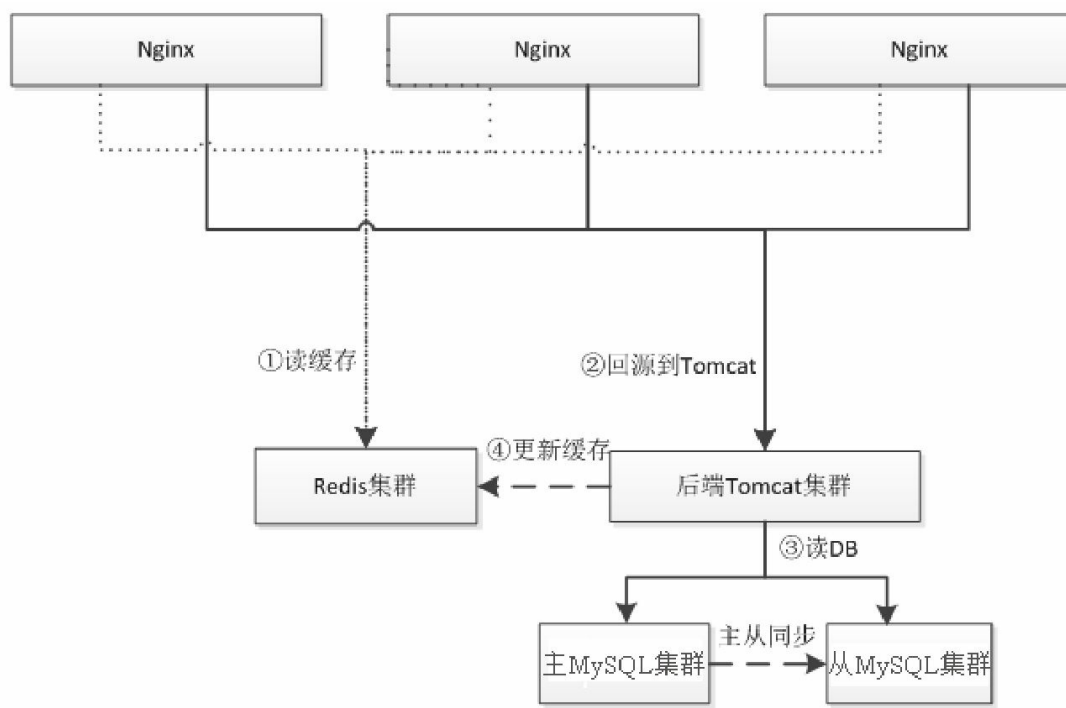 Nginx
Nginx
Nginx
①读缓存
②回源到Tomcat
④更新缓存
Redis集群
后端Tomcat集群
③读DB
主从同步
主MySQL集群
从MySQL集群